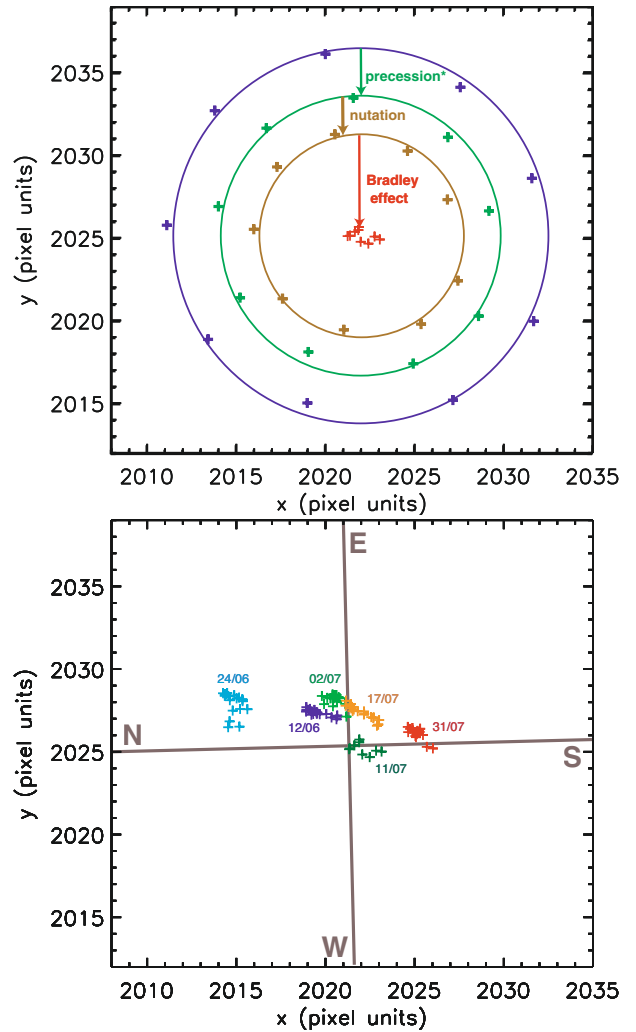 2035
precession*
nutation
2030
Bradley
effect
2025
y (pixel units)
2020
2015
2010 2015 2020 2025 2030 2035
x (pixel units)
E
2035
2030
24/06 02/07 17/07
12/06 31/07
N
2025
S
11/07
y (pixel units)
2020
2015
W
2010 2015 2020 2025 2030 2035
x (pixel units)